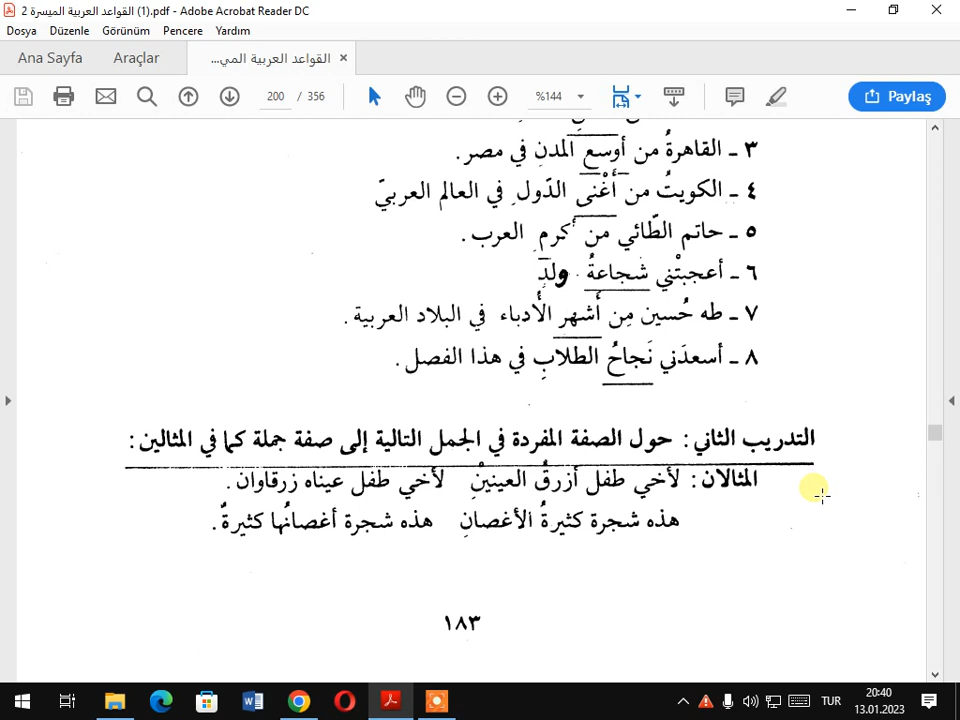 القواعد العربية الميسرة 2 (1).pdf - Adobe Acrobat Reader DC
Dosya Düzenle Görünüm Pencere Yardım
Ana Sayfa Araçlar القواعد العربية المي...
200 / 356 %144 Paylaş
٣ ـ القاهرةُ من أوسع المدنِ في مصر.
٤ ـ الكويتُ من أَغْنى الدّول في العالم العربيّ
٥ ـ حاتم الطّائي من أكرمِ العرب.
٦ ـ أعجبتْني شجاعةُ ولدِ
٧ ـ طه حُسين مِن أَشهر الأُدباء في البلاد العربية.
٨ ـ أسعدَني نَجاحُ الطلابِ في هذا الفصل.
التدريب الثاني: حول الصفة المفردة في الجمل التالية إلى صفة جملة كما في المثالين:
المثالان: لأخي طفل أزرقُ العينيْنِ لأخي طفل عيناه زرقاوان.
هذه شجرة كثيرةُ الأغصانِ هذه شجرة أغصانُها كثيرةٌ.
١٨٣
TUR 20:40
13.01.2023